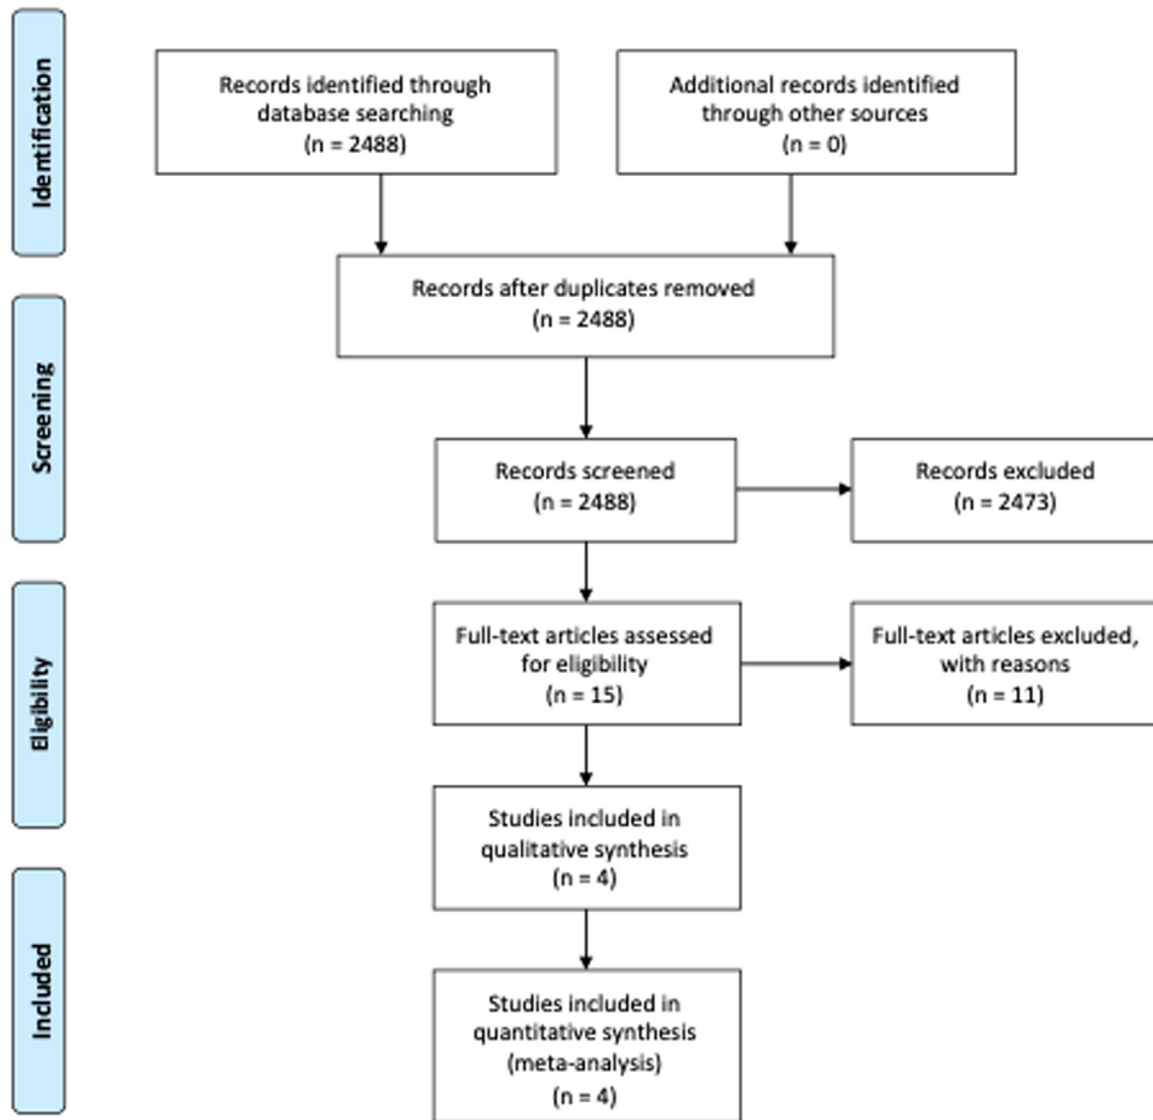 Identification
Records identified through
database searching
(n = 2488)
Additional records identified
through other sources
(n = 0)
Records after duplicates removed
(n = 2488)
Screening
Records screened
(n = 2488)
Records excluded
(n = 2473)
Eligibility
Full-text articles assessed
for eligibility
(n = 15)
Full-text articles excluded,
with reasons
(n = 11)
Studies included in
qualitative synthesis
(n = 4)
Included
Studies included in
quantitative synthesis
(meta-analysis)
(n = 4)